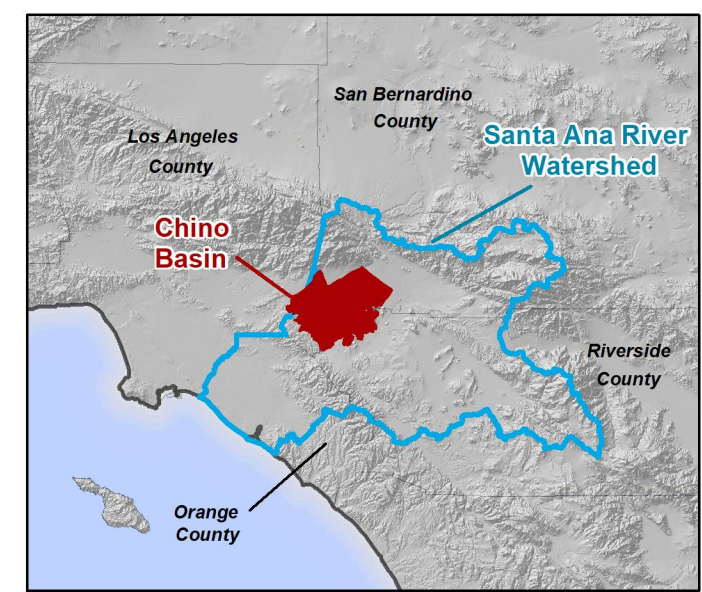 San Bernardino
County
Los Angeles
County
Santa Ana River
Watershed
Chino
Basin
Riverside
County
Orange
County